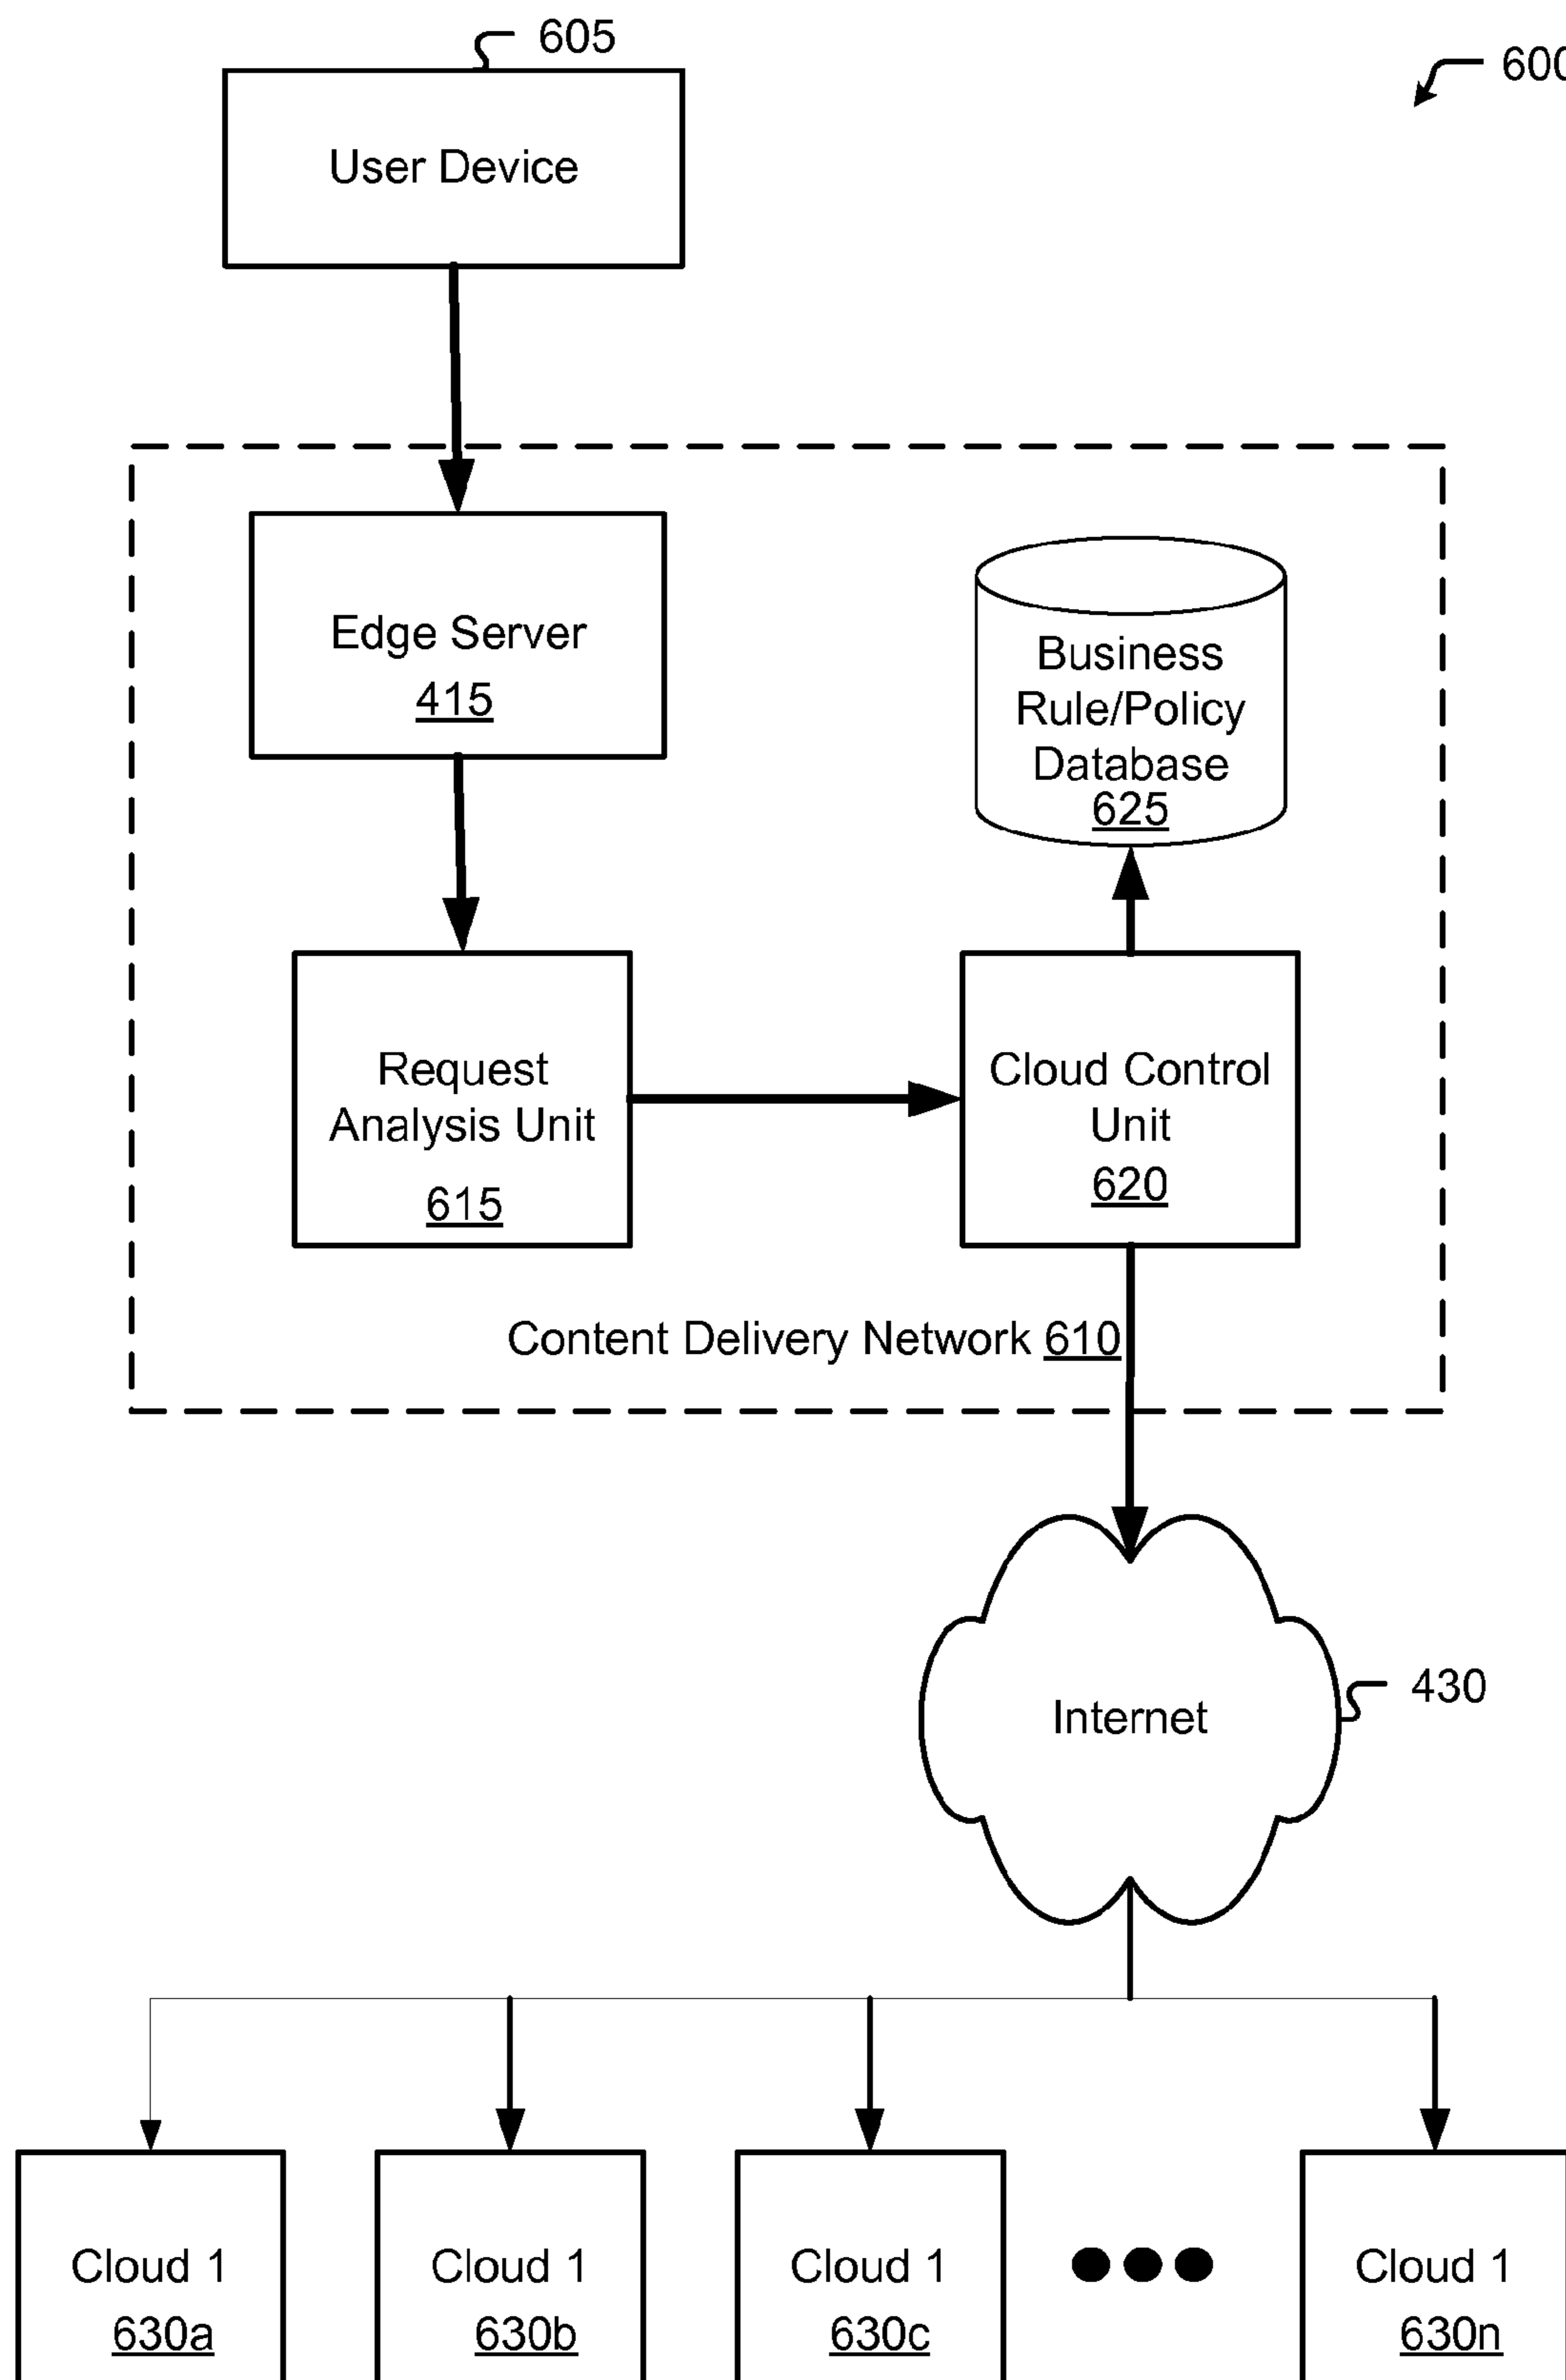 605
600
User Device
Edge Server
415
Business
Rule/Policy
Database
625
Request
Analysis Unit
615
Cloud Control
Unit
620
Content Delivery Network 610
Internet
430
Cloud 1
630a
Cloud 1
630b
Cloud 1
630c
Cloud 1
630n